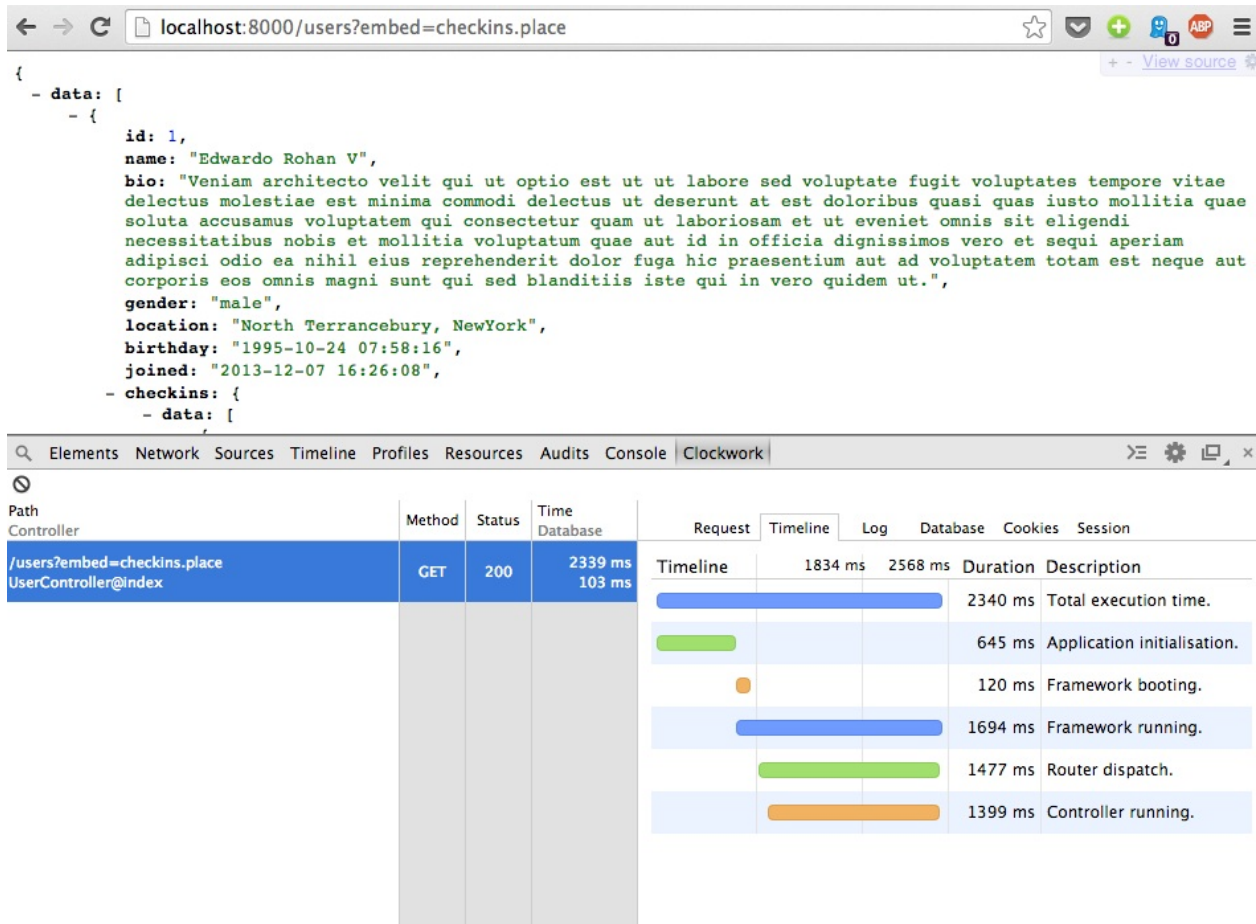 localhost:8000/users?embed=checkins.place
ABP
0
+ - View source
{
- data: [
- {
id: 1,
name: "Edwardo Rohan V",
bio: "Veniam architecto velit qui ut optio est ut ut labore sed voluptate fugit voluptates tempore vitae
delectus molestiae est minima commodi delectus ut deserunt at est doloribus quasi quas iusto mollitia quae
soluta accusamus voluptatem qui consectetur quam ut laboriosam et ut eveniet omnis sit eligendi
necessitatibus nobis et mollitia voluptatum quae aut id in officia dignissimos vero et sequi aperiam
adipisci odio ea nihil eius reprehenderit dolor fuga hic praesentium aut ad voluptatem totam est neque aut
corporis eos omnis magni sunt qui sed blanditiis iste qui in vero quidem ut.",
gender: "male",
location: "North Terrancebury, NewYork",
birthday: "1995-10-24 07:58:16",
joined: "2013-12-07 16:26:08",
- checkins: {
- data: [
Elements Network Sources Timeline Profiles Resources Audits Console Clockwork
Path
Controller
Method
Status
Time
Database
/users?embed=checkins.place
UserController@index
GET
200
2339 ms
103 ms
Request Timeline Log Database Cookies Session
Timeline 1834 ms 2568 ms Duration Description
2340 ms Total execution time.
645 ms Application initialisation.
120 ms Framework booting.
1694 ms Framework running.
1477 ms Router dispatch.
1399 ms Controller running.